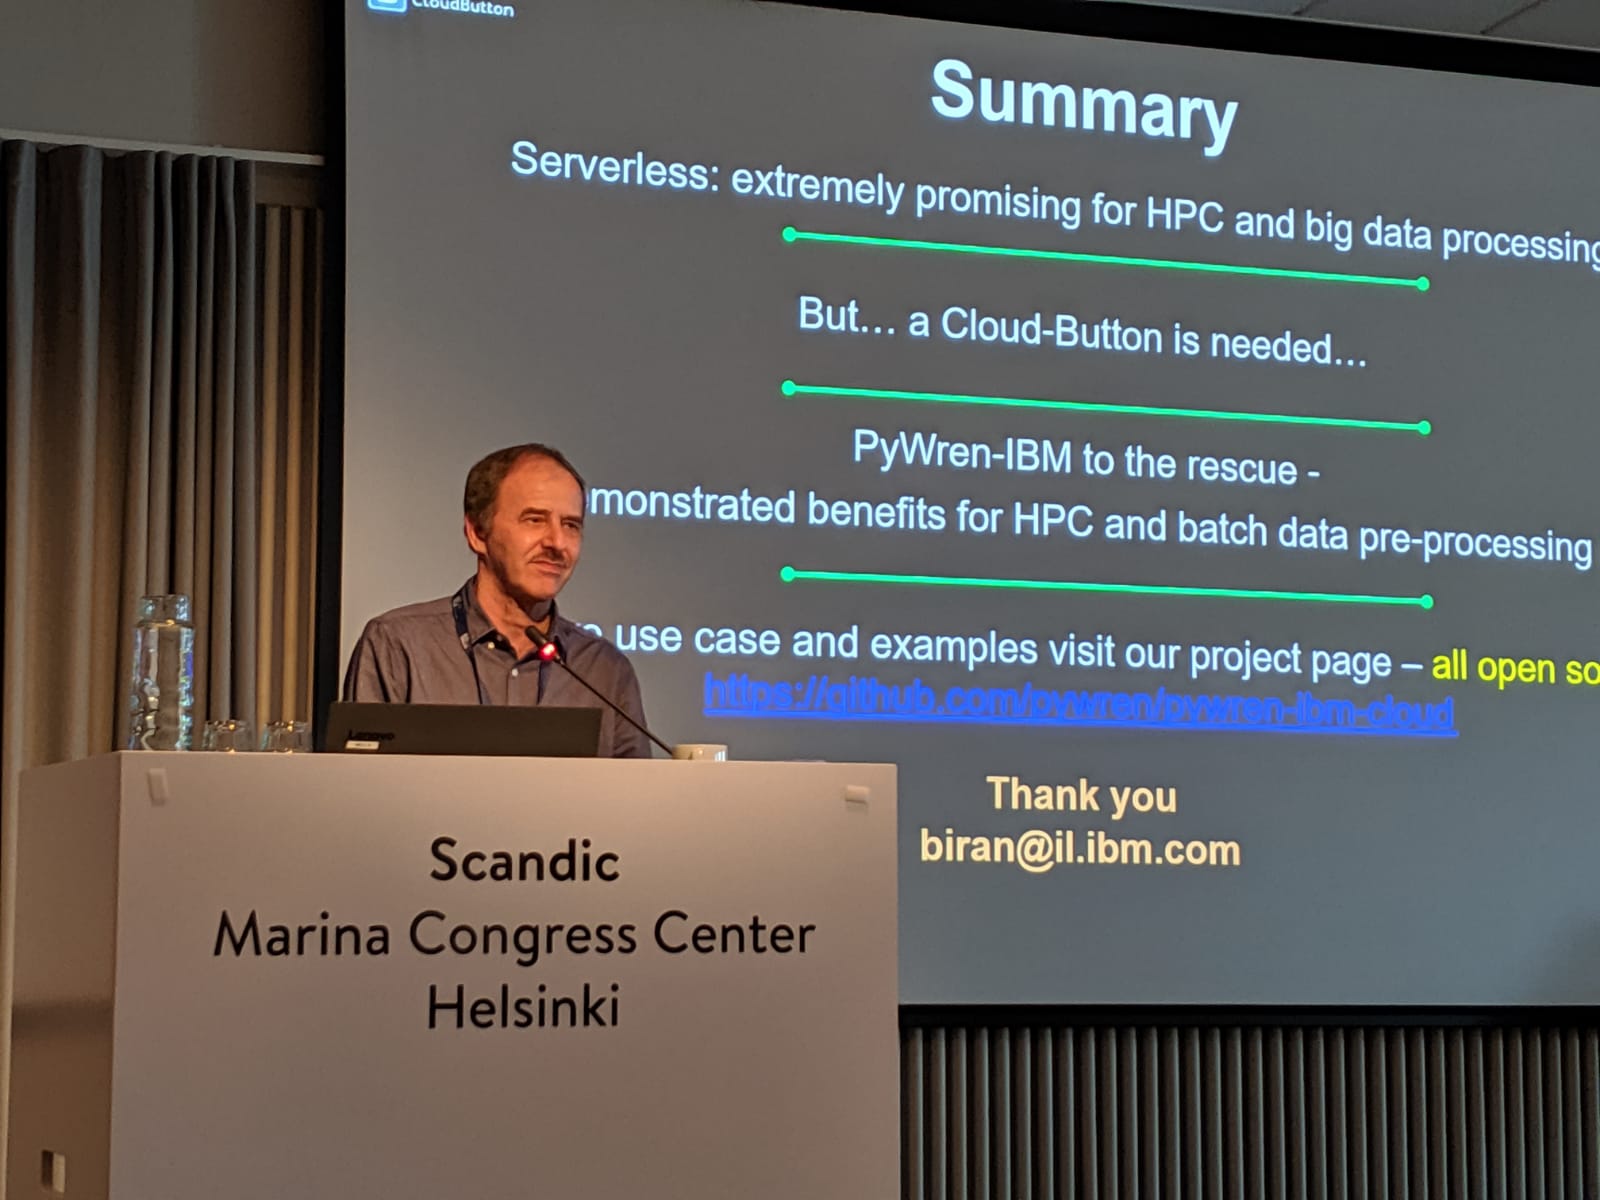 CloudButton
Summary
Serverless: extremely promising for HPC and big data processing
But... a Cloud-Button is needed...
PyWren-IBM to the rescue -
monstrated benefits for HPC and batch data pre-processing
use case and examples visit our project page – all open so
https://github.com/pywren/pywren-ibm-cloud
Thank you
biran@il.ibm.com
Lenovo
Scandic
Marina Congress Center
Helsinki